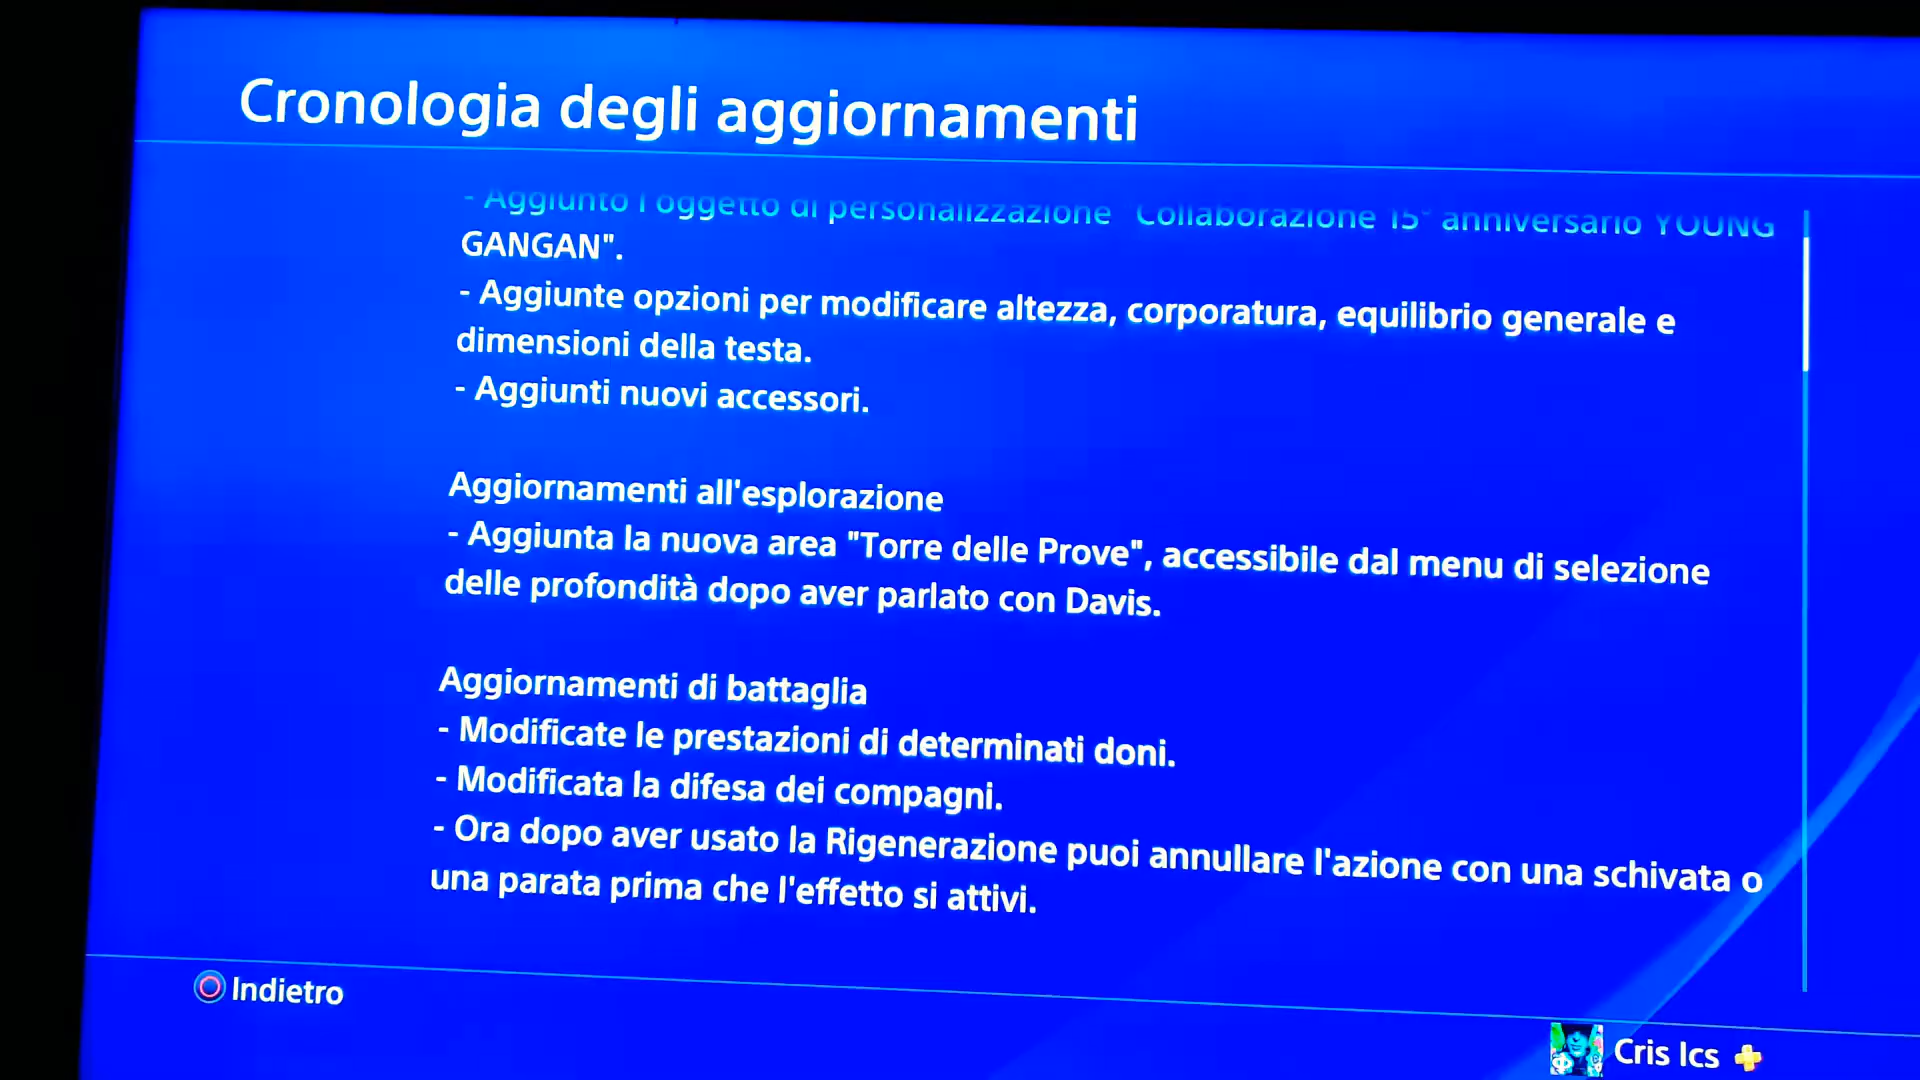 Cronologia degli aggiornamenti
- Aggiunto l'oggetto di personalizzazione "Collaborazione 15° anniversario YOUNG
GANGAN".
- Aggiunte opzioni per modificare altezza, corporatura, equilibrio generale e
dimensioni della testa.
- Aggiunti nuovi accessori.
Aggiornamenti all'esplorazione
- Aggiunta la nuova area "Torre delle Prove", accessibile dal menu di selezione
delle profondità dopo aver parlato con Davis.
Aggiornamenti di battaglia
- Modificate le prestazioni di determinati doni.
- Modificata la difesa dei compagni.
- Ora dopo aver usato la Rigenerazione puoi annullare l'azione con una schivata o
una parata prima che l'effetto si attivi.
Indietro
Cris Ics